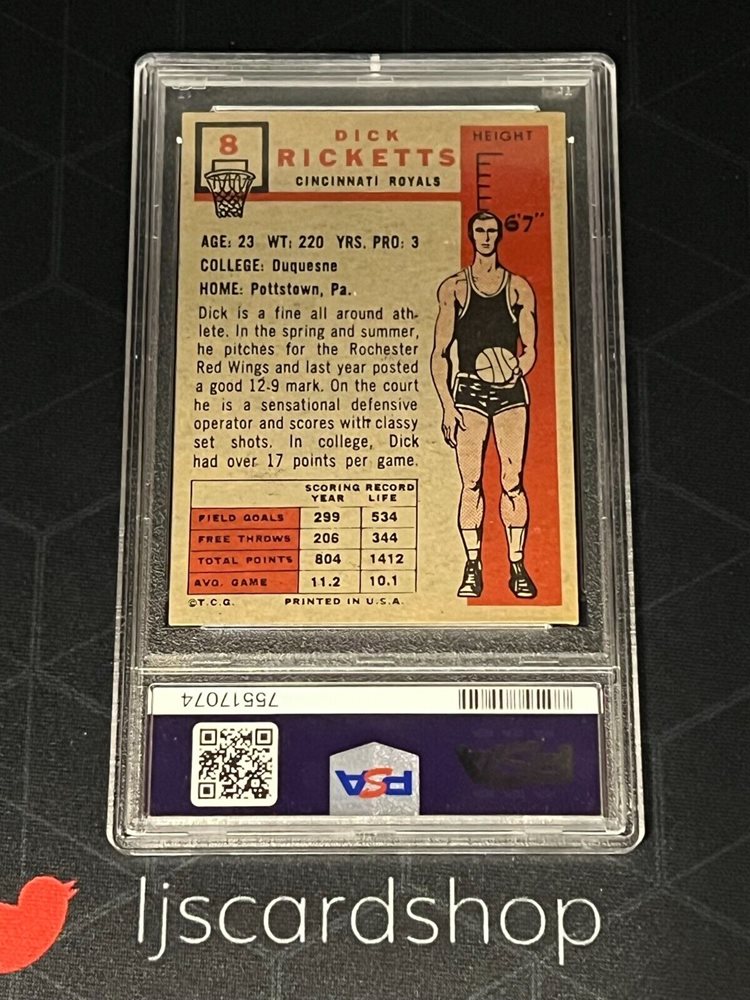 8
DICK
RICKETTS
CINCINNATI ROYALS
HEIGHT
6'7"
AGE: 23 WT: 220 YRS. PRO: 3
COLLEGE: Duquesne
HOME: Pottstown, Pa.
Dick is a fine all around ath-
lete. In the spring and summer,
he pitches for the Rochester
Red Wings and last year posted
a good 12-9 mark. On the court
he is a sensational defensive
operator and scores with classy
set shots. In college, Dick
had over 17 points per game.
SCORING RECORD
YEAR LIFE
FIELD GOALS 299 534
FREE THROWS 206 344
TOTAL POINTS 804 1412
AVG. GAME 11.2 10.1
©T.C.G. PRINTED IN U.S.A.
75517074
PSA
PSA
ljscardshop